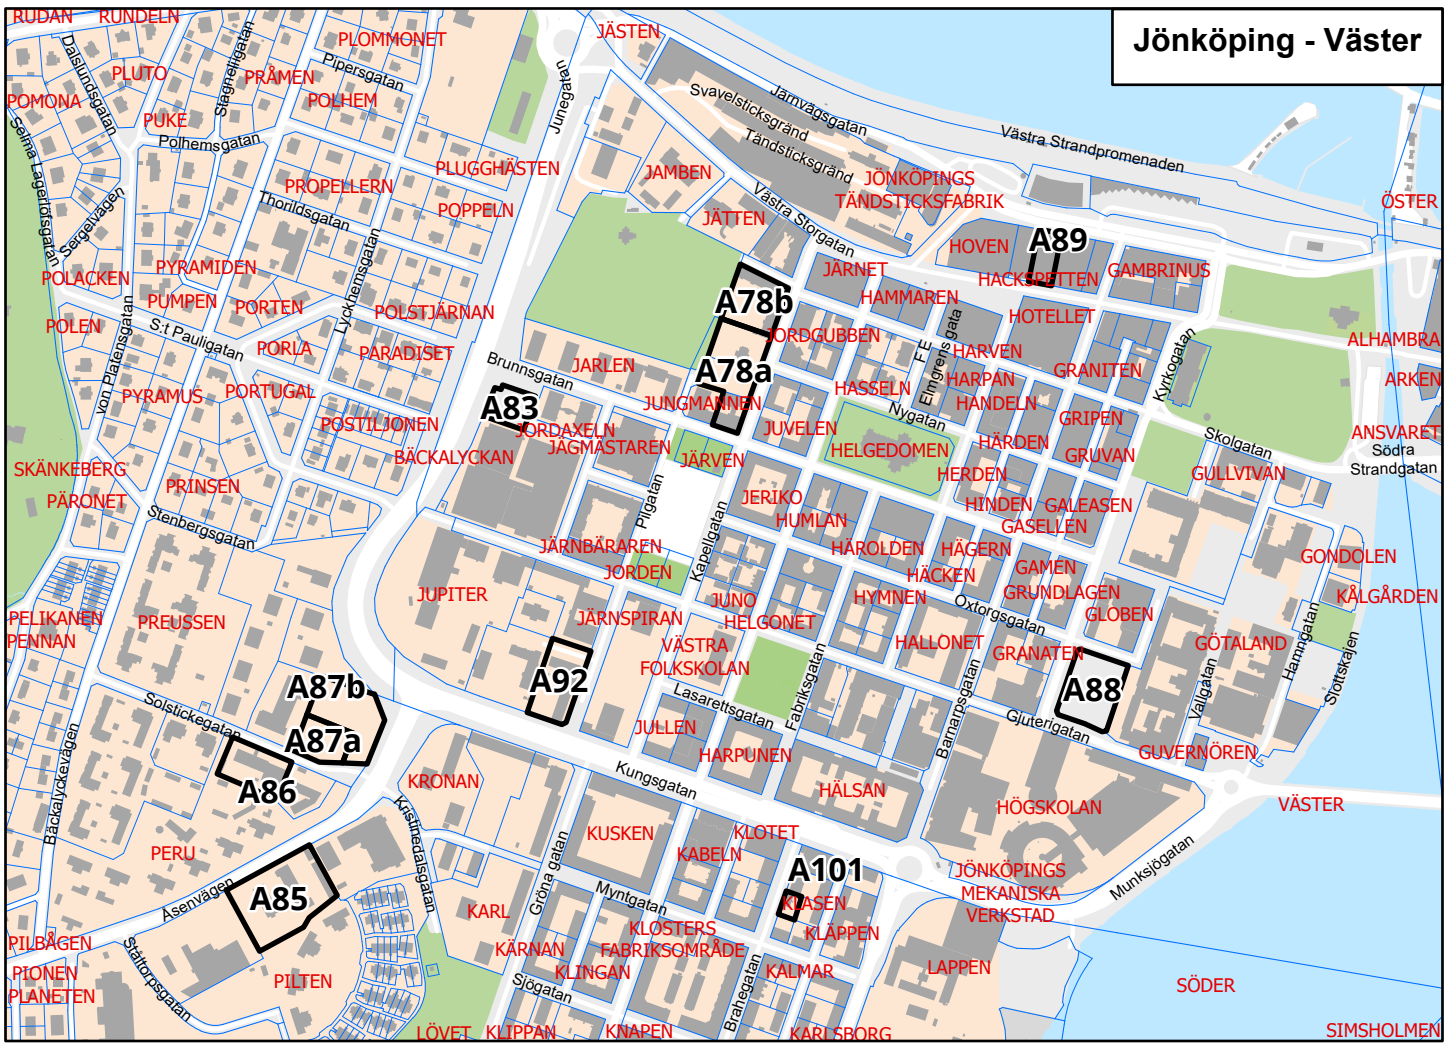 Jönköping - Väster
RUDAN
RUNDELN
PLOMMONET
JÄSTEN
Dalslundsgatan
Stagnelligatan
Pipersgatan
PLUTO
PRÅMEN
POLHEM
POMONA
PUKE
Polhemsgatan
Junegatan
Svavelsticksgränd
Järnvägsgatan
Tändsticksgränd
Västra Strandpromenaden
Selma Lagerlöfsgatan
Sergelvägen
PROPELLERN
PLUGGHÄSTEN
POPPELN
Thorildsgatan
JAMBEN
JÄTTEN
Västra Storgatan
JÖNKÖPINGS
TÄNDSTICKSFABRIK
ÖSTER
HOVEN
A89
HACKSPETTEN
GAMBRINUS
POLACKEN
PYRAMIDEN
PUMPEN
PORTEN
Lyckhemsgatan
POLSTJÄRNAN
POLEN
S:t Pauligatan
PORLA
PARADISET
von Platensgatan
PYRAMUS
PORTUGAL
POSTILJONEN
JÄRNET
HAMMAREN
A78b
JORDGUBBEN
A78a
JUNGMANNEN
JUVELEN
Brunnsgatan
JARLEN
A83
JORDAXELN
JÄGMÄSTAREN
BÄCKALYCKAN
JÄRVEN
HASSELN
F E
Elmgrensgata
HOTELLET
HARVEN
HARPAN
HANDELN
GRANITEN
GRIPEN
Kyrkogatan
ALHAMBRA
ARKEN
ANSVARET
Södra
Strandgatan
Skolgatan
Nygatan
HELGEDOMEN
HÄRDEN
HERDEN
GRUVAN
GULLVIVAN
SKÄNKEBERG
PÄRONET
PRINSEN
Stenbergsgatan
JERIKO
HUMLAN
HINDEN
GALEASEN
GASELLEN
Pilgatan
Kapellgatan
JÄRNBÄRAREN
JORDEN
HÄROLDEN
HÄGERN
HÄCKEN
GAMEN
GRUNDLAGEN
GONDOLEN
KÅLGÅRDEN
PELIKANEN
PENNAN
PREUSSEN
JUPITER
JÄRNSPIRAN
JUNO
HELGONET
HYMNEN
Oxtorgsgatan
GLOBEN
VÄSTRA
FOLKSKOLAN
HALLONET
GRANATEN
GÖTALAND
Hamngatan
Slottskajen
A92
Lasarettsgatan
Fabriksgatan
A88
Vallgatan
A87b
A87a
A86
Solstickegatan
Bäckalyckevägen
JULLEN
HARPUNEN
Barnarpsgatan
Gjuterigatan
GUVERNÖREN
KRONAN
Kungsgatan
HÄLSAN
HÖGSKOLAN
VÄSTER
Kristinedalsgatan
KUSKEN
KLOTET
KABELN
PERU
Gröna gatan
A101
KLASEN
JÖNKÖPINGS
MEKANISKA
VERKSTAD
Munksjögatan
A85
Åsenvägen
KARL
Myntgatan
KLOSTERS
FABRIKSOMRÅDE
KLÄPPEN
PILBÅGEN
PIONEN
PLANETEN
Ståltorpsgatan
PILTEN
KÄRNAN
KLINGAN
KALMAR
LAPPEN
SÖDER
Sjögatan
Brahegatan
LÖVET
KLIPPAN
KNAPEN
KARLSBORG
SIMSHOLMEN